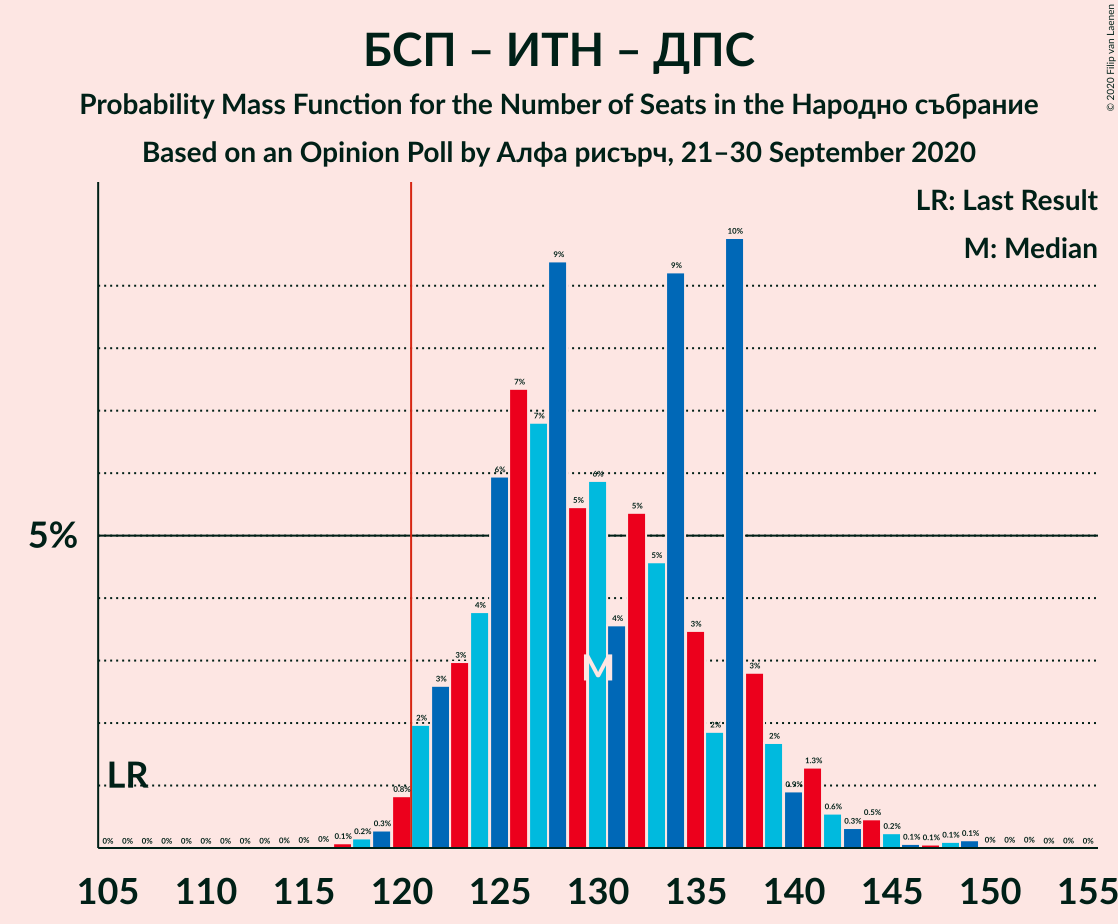 БСП – ИТН – ДПС
Probability Mass Function for the Number of Seats in the Народно събрание
Based on an Opinion Poll by Алфа рисърч, 21–30 September 2020
© 2020 Filip van Laenen
LR: Last Result
M: Median
5%
LR
M
0% 0% 0% 0% 0% 0% 0% 0% 0% 0% 0% 0% 0.1% 0.2% 0.3% 0.8% 2% 3% 3% 4% 6% 7% 7% 9% 5% 6% 4% 5% 5% 9% 3% 2% 10% 3% 2% 0.9% 1.3% 0.6% 0.3% 0.5% 0.2% 0.1% 0.1% 0.1% 0.1% 0% 0% 0% 0% 0% 0%
105 110 115 120 125 130 135 140 145 150 155